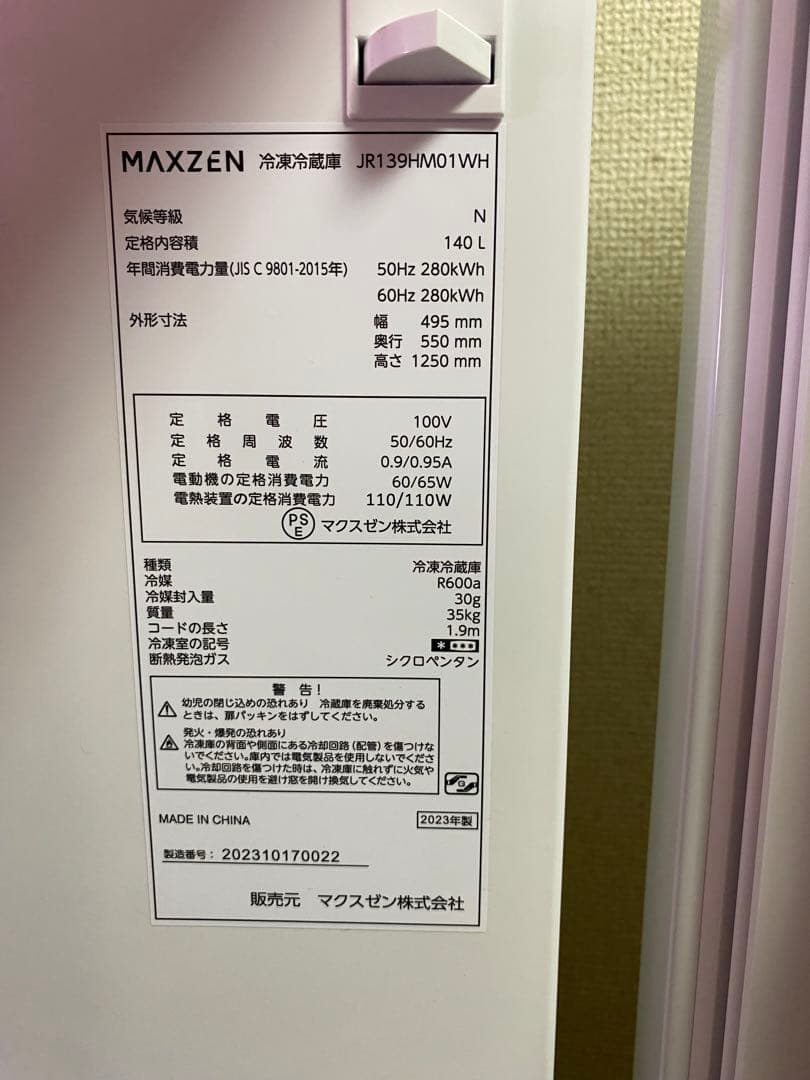 MAXZEN 冷凍冷蔵庫 JR139HM01WH
気候等級 N
定格内容積 140 L
年間消費電力量(JIS C 9801-2015年) 50Hz 280kWh
60Hz 280kWh
外形寸法 幅 495 mm
奥行 550 mm
高さ 1250 mm
定格電圧 100V
定格周波数 50/60Hz
定格電流 0.9/0.95A
電動機の定格消費電力 60/65W
電熱装置の定格消費電力 110/110W
PSE マクスゼン株式会社
種類 冷凍冷蔵庫
冷媒 R600a
冷媒封入量 30g
質量 35kg
コードの長さ 1.9m
冷凍室の記号
断熱発泡ガス シクロペンタン
警告!
幼児の閉じ込めの恐れあり 冷蔵庫を廃棄処分する
ときは、扉パッキンをはずしてください。
発火・爆発の恐れあり
冷凍庫の背面や側面にある冷却回路(配管)を傷つけな
いでください。庫内では電気製品を使用しないでくださ
い。冷却回路を傷つけた時は、冷凍庫に触れずに火気や
電気製品の使用を避け窓を開け換気してください。
MADE IN CHINA 2023年製
製造番号: 202310170022
販売元 マクスゼン株式会社